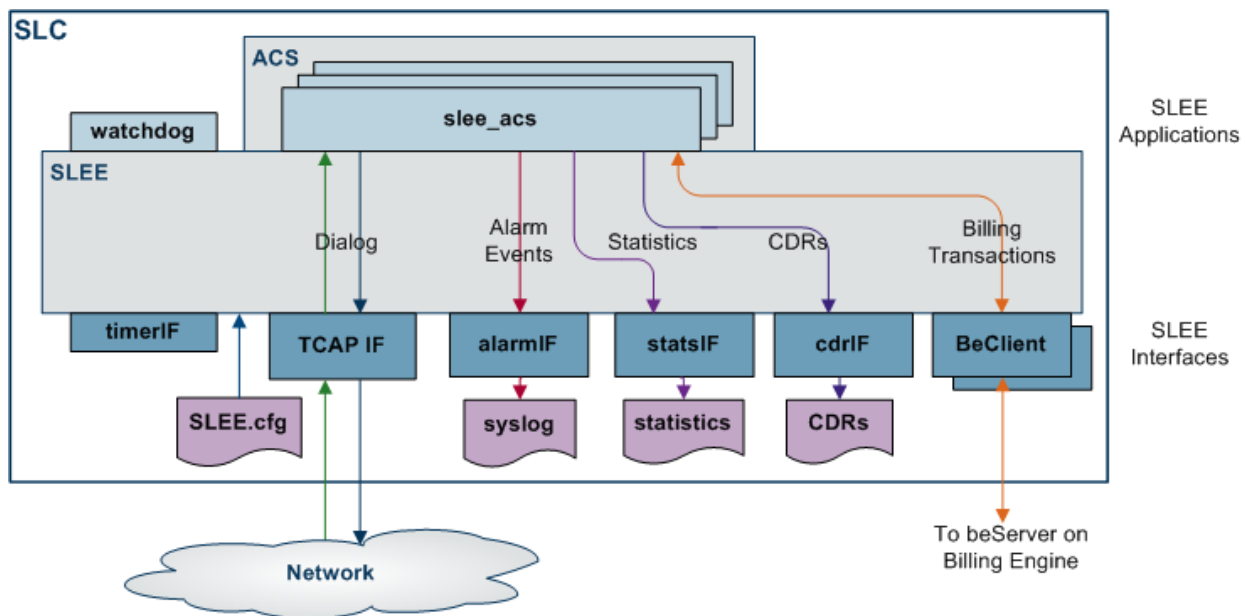 SLC
ACS
slee_acs
SLEE
Applications
watchdog
SLEE
Dialog
Alarm
Events
Statistics
CDRs
Billing
Transactions
timerIF
TCAP IF
alarmIF
statsIF
cdrIF
BeClient
SLEE
Interfaces
SLEE.cfg
syslog
statistics
CDRs
To beServer on
Billing Engine
Network